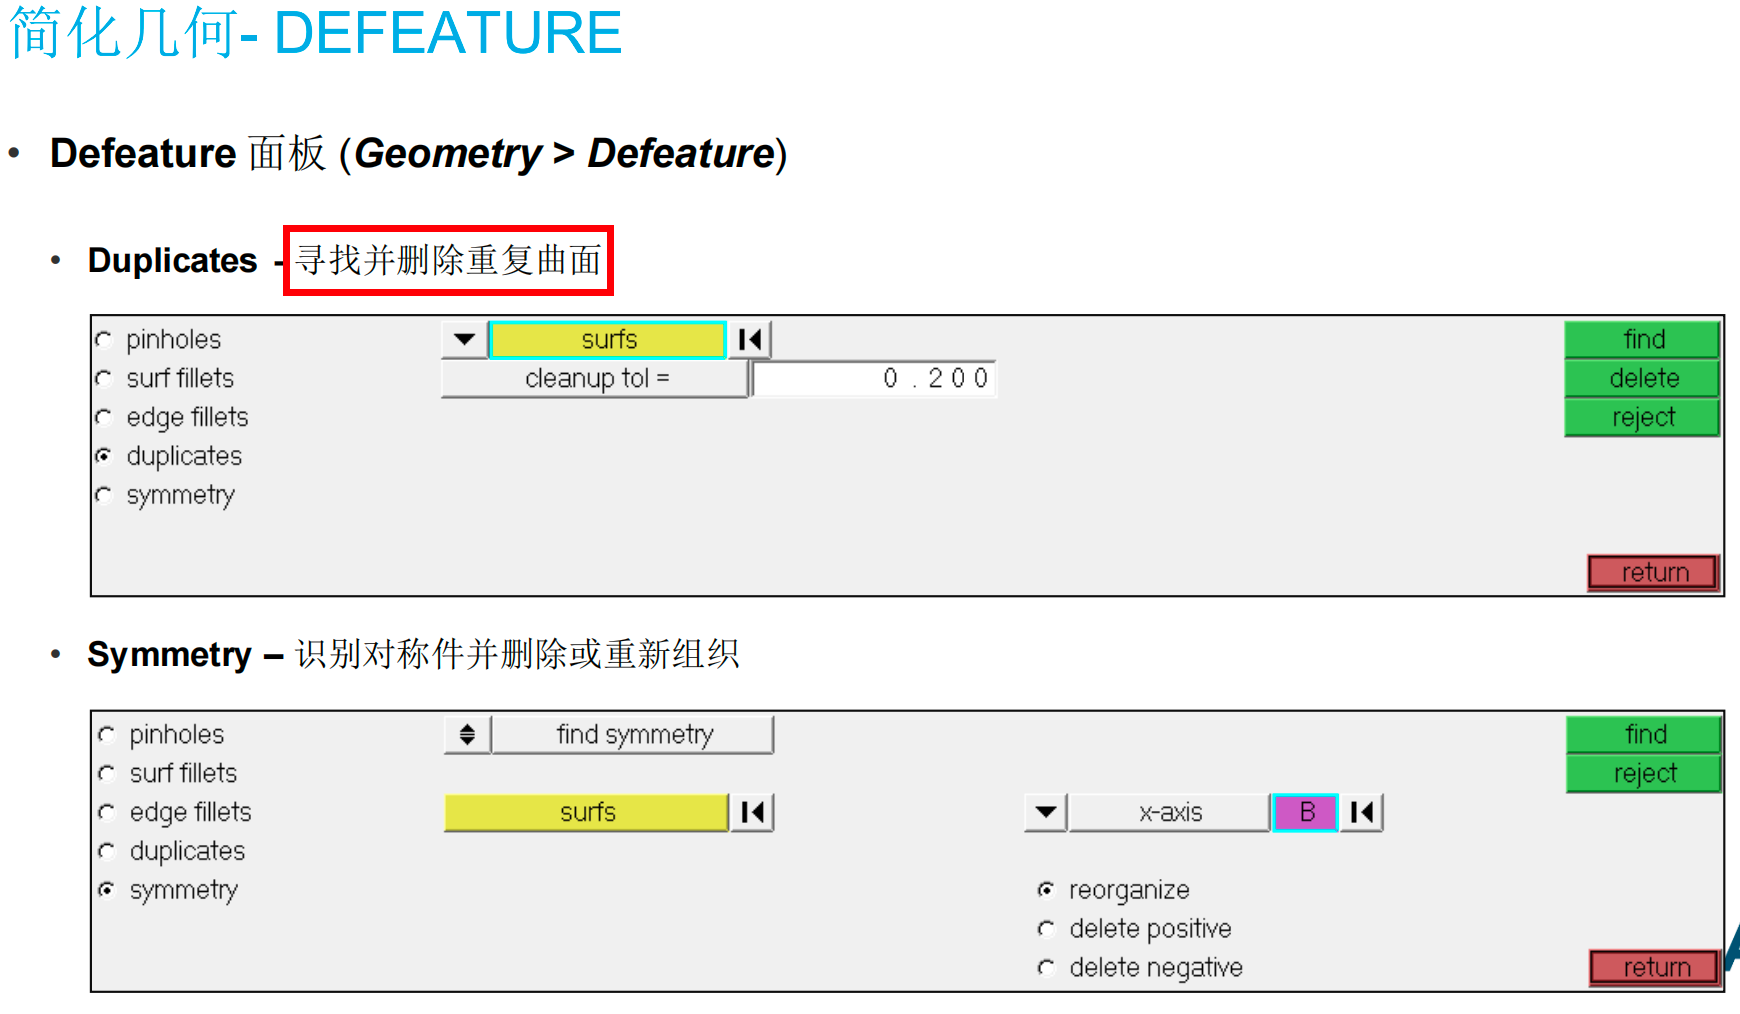 简化几何- DEFEATURE
• Defeature 面板 (Geometry > Defeature)
• Duplicates - 寻找并删除重复曲面
pinholes
surf fillets
edge fillets
duplicates
symmetry
surfs
cleanup tol =
0.200
find
delete
reject
return
• Symmetry – 识别对称件并删除或重新组织
pinholes
surf fillets
edge fillets
duplicates
symmetry
find symmetry
surfs
x-axis
B
reorganize
delete positive
delete negative
find
reject
return